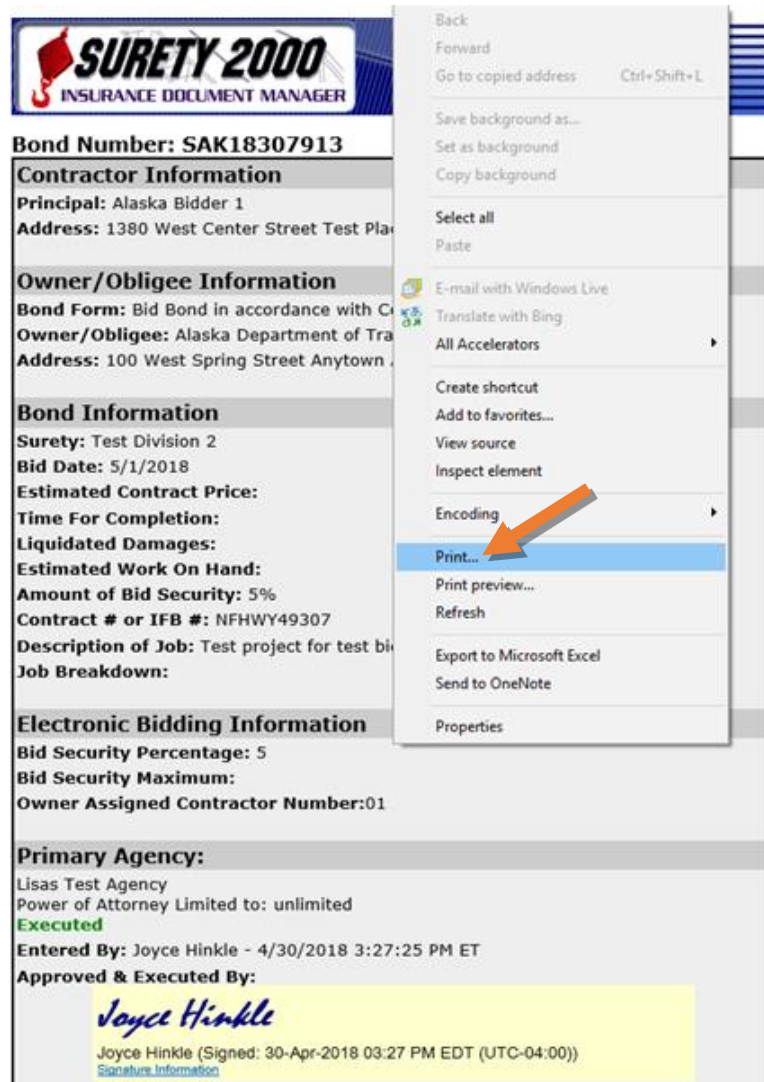 SURETY 2000
INSURANCE DOCUMENT MANAGER
Bond Number: SAK18307913
Contractor Information
Principal: Alaska Bidder 1
Address: 1380 West Center Street Test Pla
Owner/Obligee Information
Bond Form: Bid Bond in accordance with
Owner/Obligee: Alaska Department of Tra
Address: 100 West Spring Street Anytown
Bond Information
Surety: Test Division 2
Bid Date: 5/1/2018
Estimated Contract Price:
Time For Completion:
Liquidated Damages:
Estimated Work On Hand:
Amount of Bid Security: 5%
Contract # or IFB #: NFHWY49307
Description of Job: Test project for test bi
Job Breakdown:
Electronic Bidding Information
Bid Security Percentage: 5
Bid Security Maximum:
Owner Assigned Contractor Number:01
Primary Agency:
Lisas Test Agency
Power of Attorney Limited to: unlimited
Executed
Entered By: Joyce Hinkle - 4/30/2018 3:27:25 PM ET
Approved & Executed By:
Joyce Hinkle
Joyce Hinkle (Signed: 30-Apr-2018 03:27 PM EDT (UTC-04:00))
Signature Information
Back
Forward
Go to copied address Ctrl+Shift+L
Save background as...
Set as background
Copy background
Select all
Paste
E-mail with Windows Live
Translate with Bing
All Accelerators
Create shortcut
Add to favorites...
View source
Inspect element
Encoding
Print...
Print preview...
Refresh
Export to Microsoft Excel
Send to OneNote
Properties